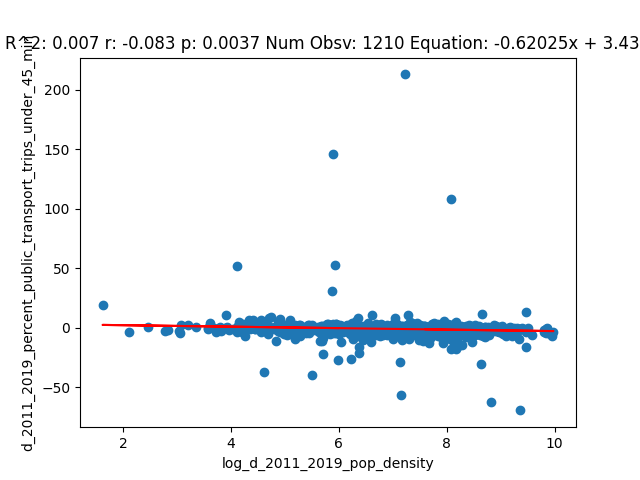 R^2: 0.007 r: -0.083 p: 0.0037 Num Obsv: 1210 Equation: -0.62025x + 3.43
d_2011_2019_percent_public_transport_trips_under_45_min
200
150
100
50
0
−50
2 4 6 8 10
log_d_2011_2019_pop_density